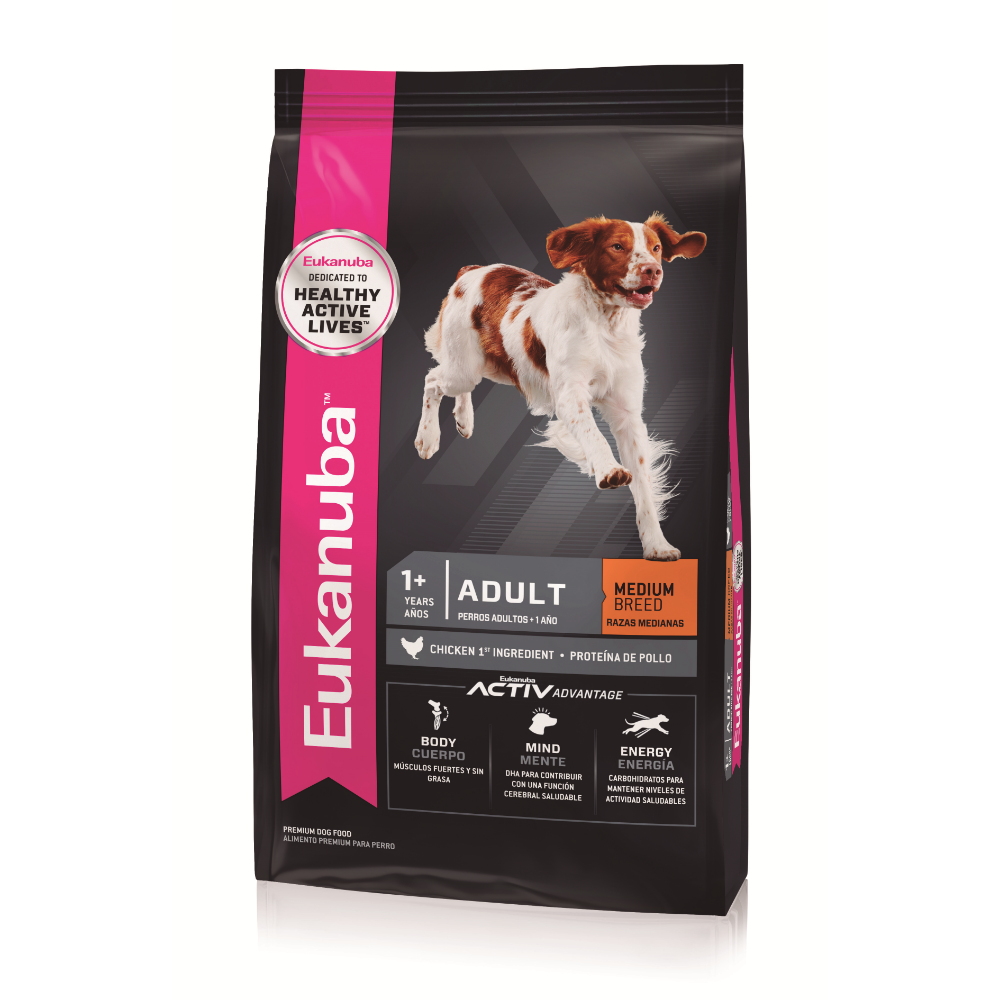 Eukanuba
DEDICATED TO
HEALTHY
ACTIVE
LIVES™
Eukanuba™
1+
YEARS
AÑOS
ADULT
PERROS ADULTOS + 1 AÑO
MEDIUM
BREED
RAZAS MEDIANAS
CHICKEN 1ST INGREDIENT • PROTEÍNA DE POLLO
Eukanuba
ACTIV ADVANTAGE
BODY
CUERPO
MÚSCULOS FUERTES Y SIN
GRASA
MIND
MENTE
DHA PARA CONTRIBUIR
CON UNA FUNCIÓN
CEREBRAL SALUDABLE
ENERGY
ENERGÍA
CARBOHIDRATOS PARA
MANTENER NIVELES DE
ACTIVIDAD SALUDABLES
PREMIUM DOG FOOD
ALIMENTO PREMIUM PARA PERRO
Eukanuba
ADULT